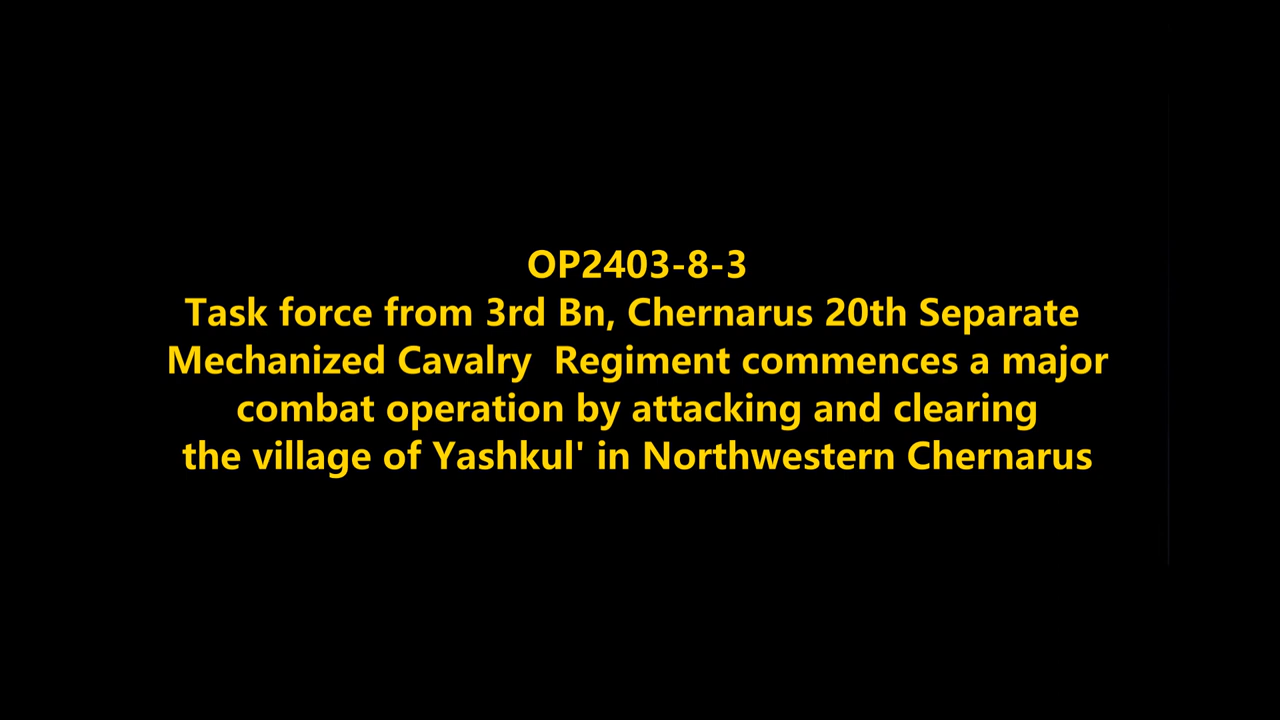 OP2403-8-3
Task force from 3rd Bn, Chernarus 20th Separate
Mechanized Cavalry  Regiment commences a major
combat operation by attacking and clearing
the village of Yashkul' in Northwestern Chernarus